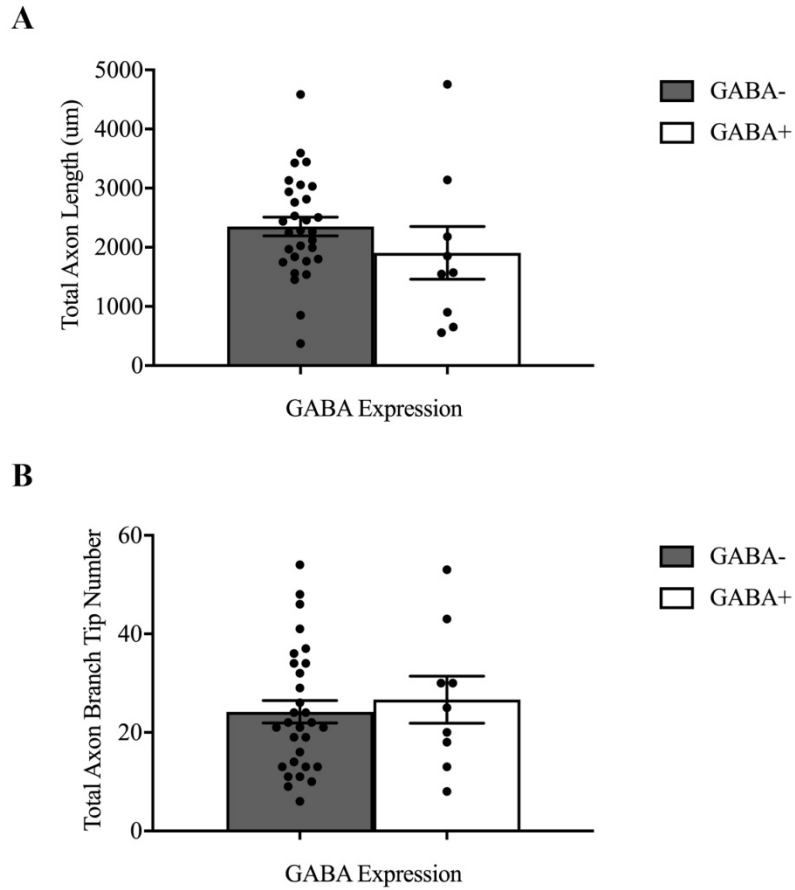 A
Total Axon Length (um)
5000
4000
3000
2000
1000
0
GABA Expression
GABA-
GABA+
B
Total Axon Branch Tip Number
60
40
20
0
GABA Expression
GABA-
GABA+